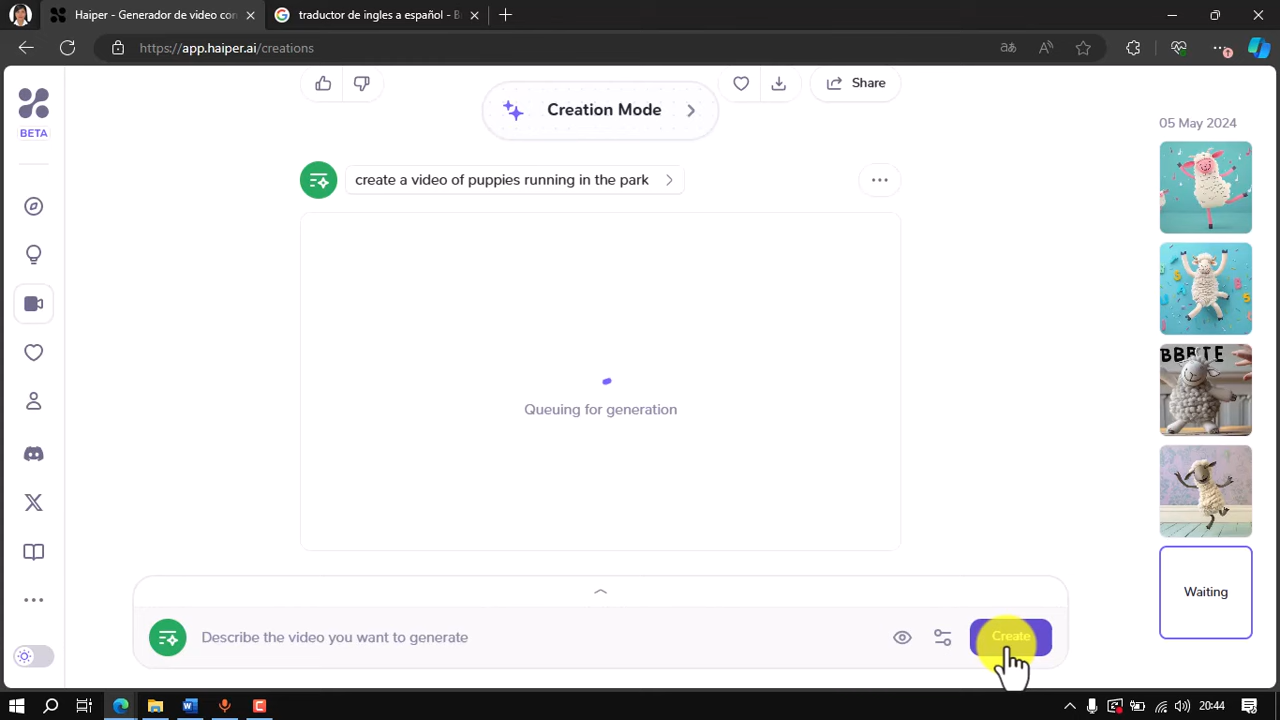 Haiper - Generador de video con
traductor de ingles a español - B
https://app.haiper.ai/creations
BETA
Share
Creation Mode
05 May 2024
create a video of puppies running in the park
BBBTE
Queuing for generation
Waiting
Describe the video you want to generate
Create
20:44